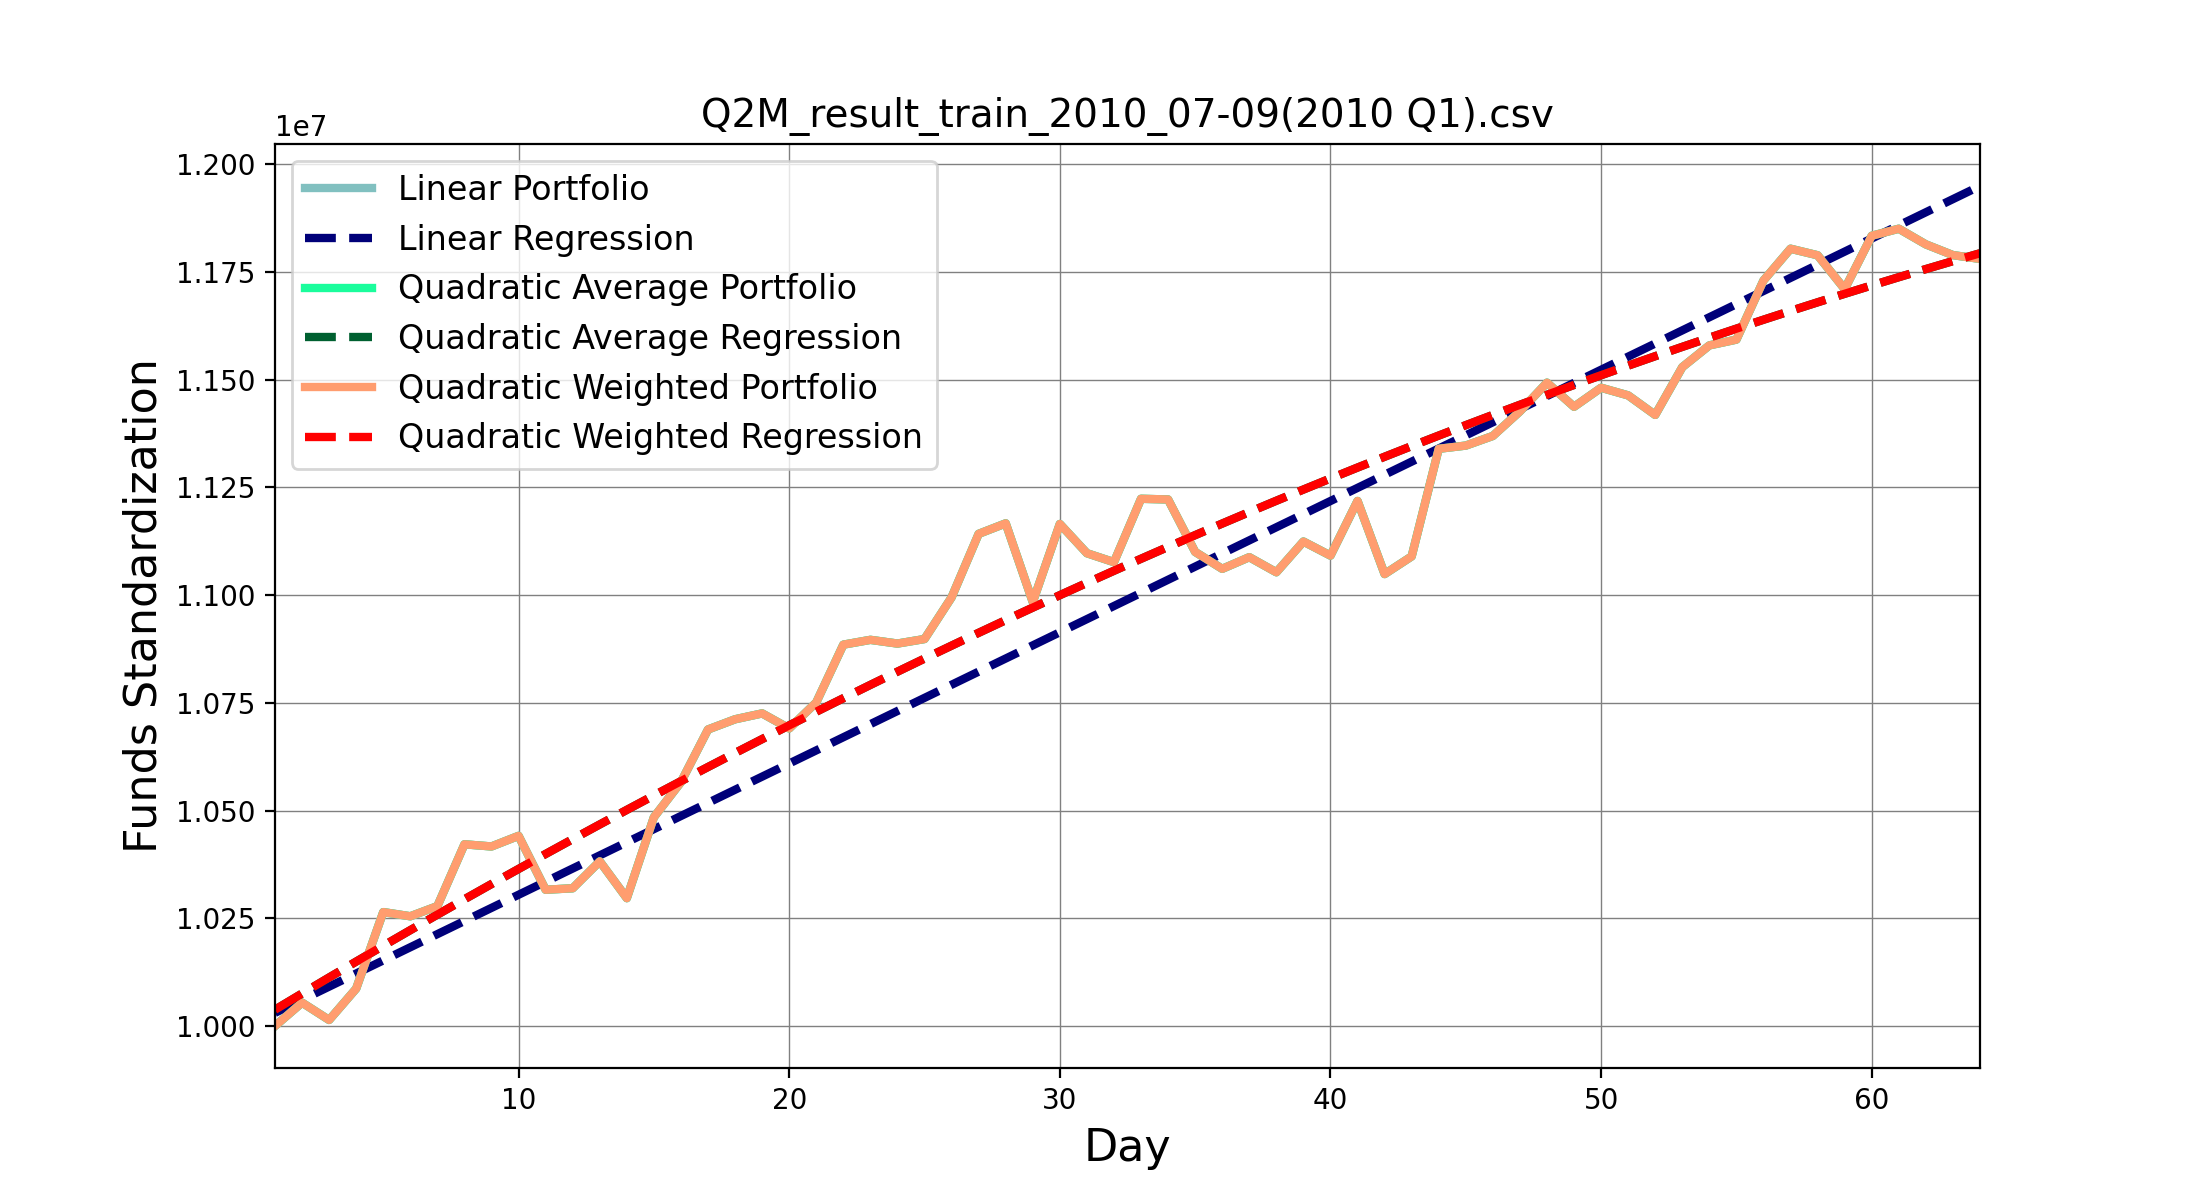 Q2M_result_train_2010_07-09(2010 Q1).csv
1e7
1.200
1.175
1.150
1.125
1.100
1.075
1.050
1.025
1.000
Funds Standardization
Linear Portfolio
Linear Regression
Quadratic Average Portfolio
Quadratic Average Regression
Quadratic Weighted Portfolio
Quadratic Weighted Regression
10 20 30 40 50 60
Day